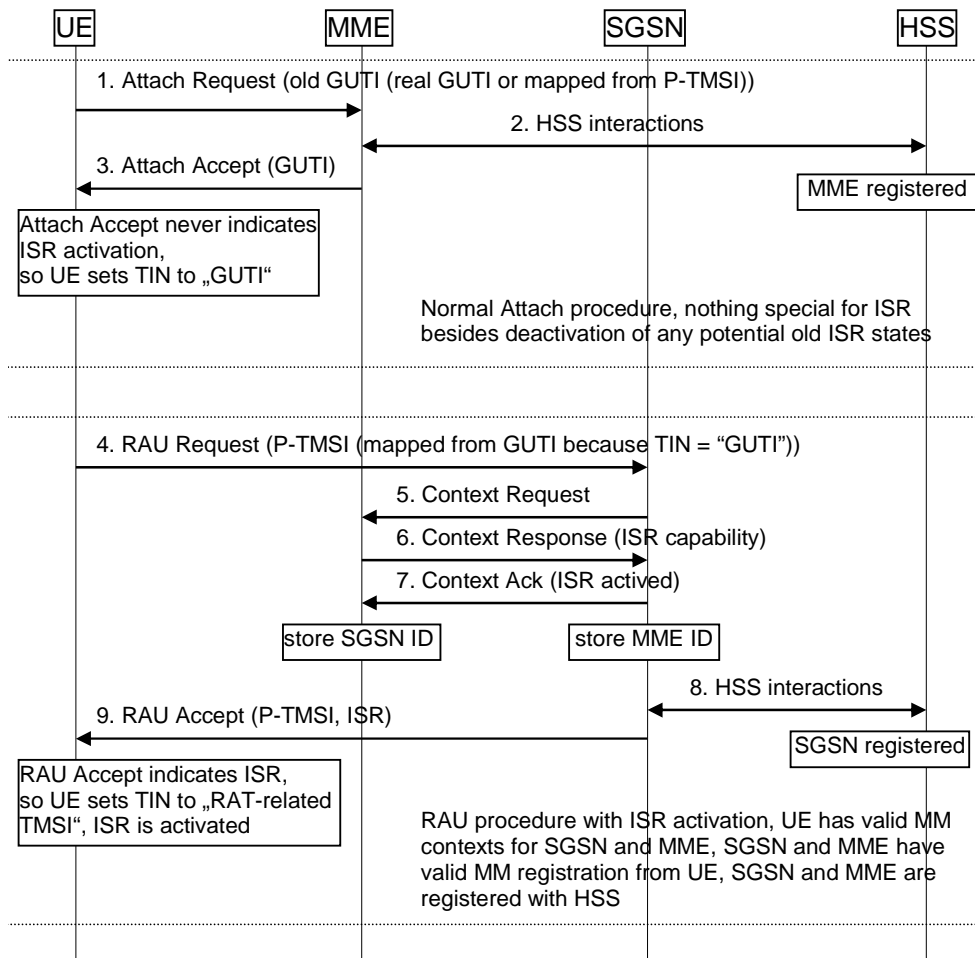 UE MME SGSN HSS
1. Attach Request (old GUTI (real GUTI or mapped from P-TMSI))
2. HSS interactions
3. Attach Accept (GUTI)
MME registered
Attach Accept never indicates
ISR activation,
so UE sets TIN to „GUTI“
Normal Attach procedure, nothing special for ISR
besides deactivation of any potential old ISR states
4. RAU Request (P-TMSI (mapped from GUTI because TIN = “GUTI”))
5. Context Request
6. Context Response (ISR capability)
7. Context Ack (ISR actived)
store SGSN ID store MME ID
8. HSS interactions
9. RAU Accept (P-TMSI, ISR)
SGSN registered
RAU Accept indicates ISR,
so UE sets TIN to „RAT-related
TMSI“, ISR is activated
RAU procedure with ISR activation, UE has valid MM
contexts for SGSN and MME, SGSN and MME have
valid MM registration from UE, SGSN and MME are
registered with HSS